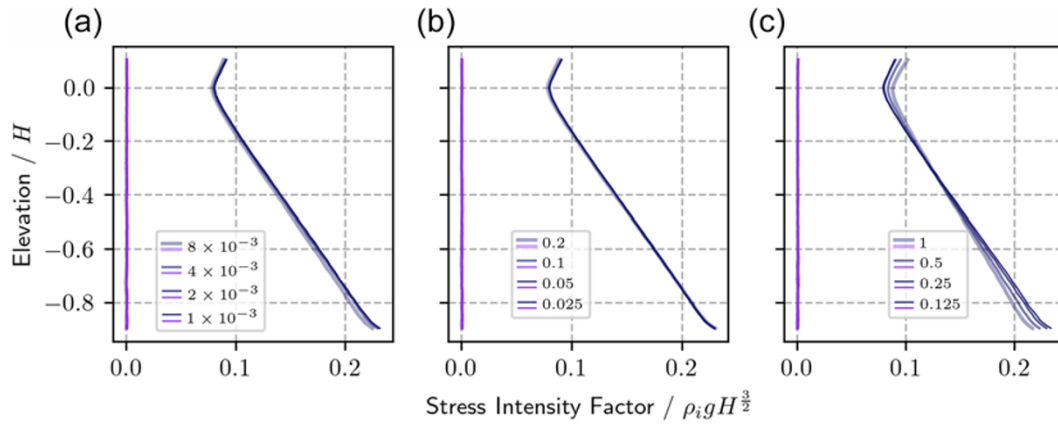 (a) (b) (c)
Elevation / H
0.0
−0.2
−0.4
−0.6
−0.8
8 × 10⁻³
4 × 10⁻³
2 × 10⁻³
1 × 10⁻³
0.2
0.1
0.05
0.025
1
0.5
0.25
0.125
0.0 0.1 0.2 0.0 0.1 0.2 0.0 0.1 0.2
Stress Intensity Factor / ρᵢgH^{3/2}